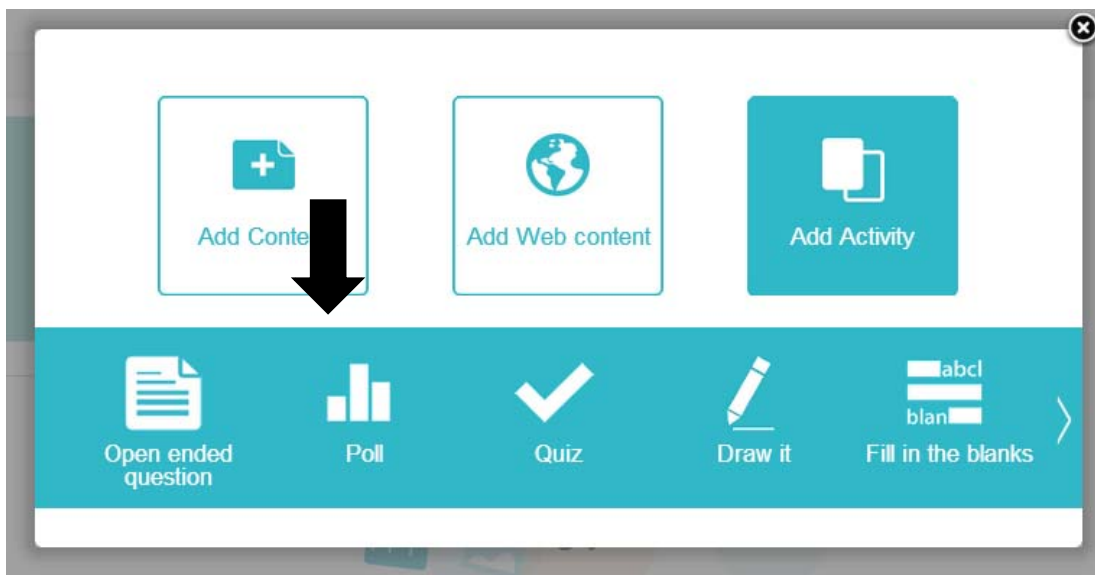 Add Conte
Add Web content
Add Activity
Open ended
question
Poll
Quiz
Draw it
abcl
blan
Fill in the blanks